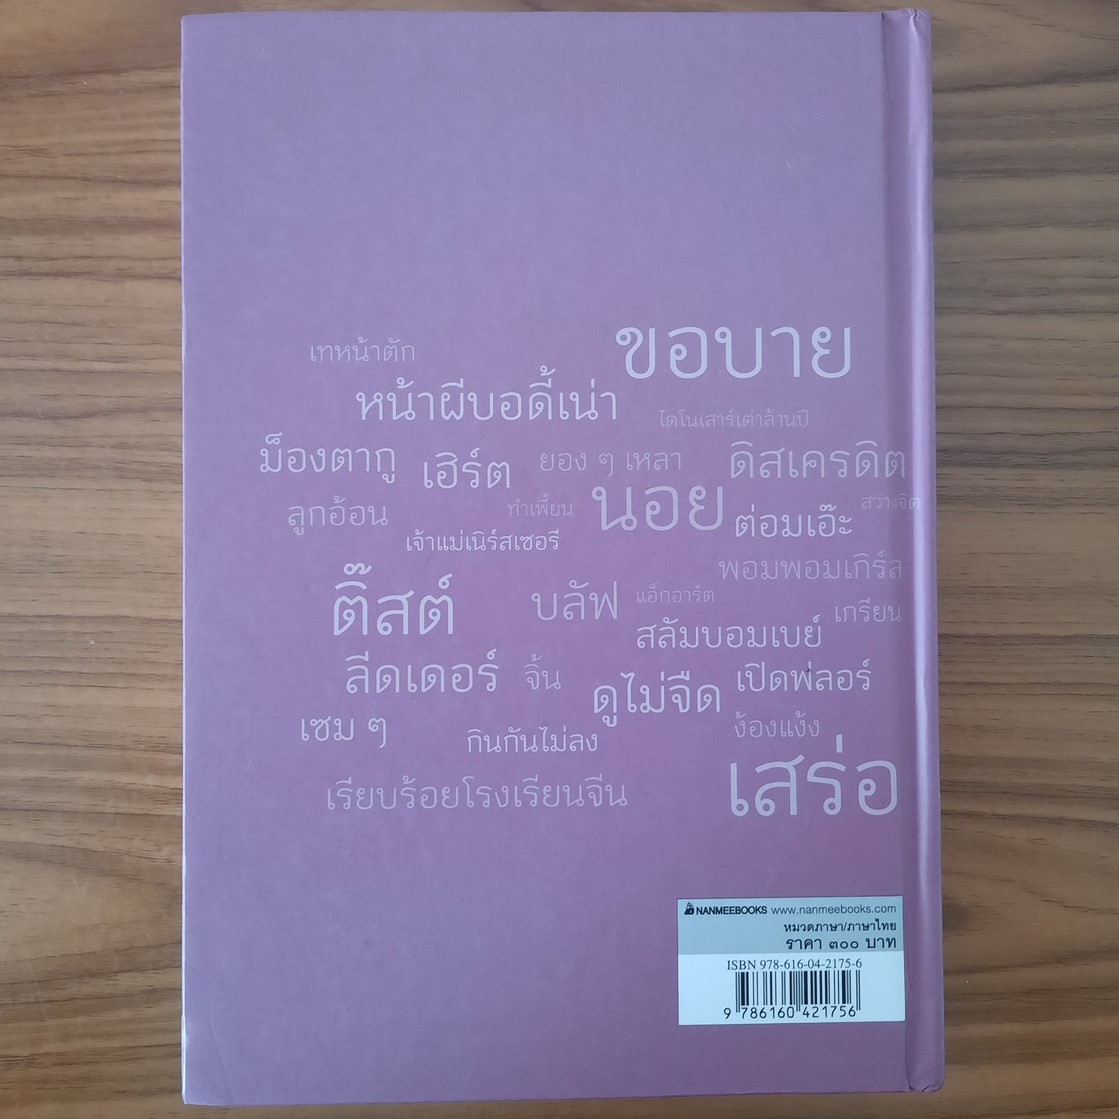 ขอบาย
เทหน้าตัก
หน้าผีบอดี้เน่า
ไดโนเสาร์เต่าล้านปี
ม็องตากู
เฮิร์ต
ยอง ๆ เหลา
ดิสเครดิต
ลูกอ้อน
ทำเพี้ยน
นอย
สว่างจิต
ต่อมเอ๊ะ
เจ้าแม่เนิร์สเซอรี
พอมพอมเกิร์ล
ติ๊สต์
บลัฟ
แอ็กอาร์ต
เกรียน
สลัมบอมเบย์
ลีดเดอร์
จิ้น
ดูไม่จืด
เปิดฟลอร์
เซม ๆ
กินกันไม่ลง
ง้องแง้ง
เสร่อ
เรียบร้อยโรงเรียนจีน
NANMEEBOOKS www.nanmeebooks.com
หมวดภาษา/ภาษาไทย
ราคา ๓๐๐ บาท
ISBN 978-616-04-2175-6
9 786160 421756